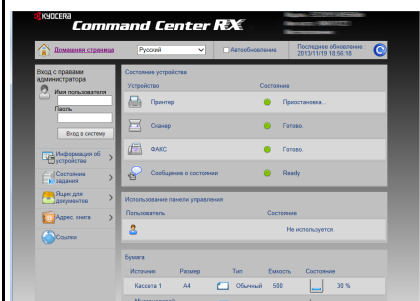 KYOCERA
Command Center RX
Домашняя страница
Русский
Автообновление
Последнее обновление :
2013/11/19 18:56:18
Вход с правами
администратора
Имя пользователя
Пароль
Вход в систему
Информация об
устройстве
Состояние
задания
Ящик для
документов
Адрес. книга
Ссылки
Состояние устройства
Устройство Состояние
Принтер Приостановка...
Сканер Готово.
ФАКС Готово.
Сообщения о состоянии Ready
Использование панели управления
Пользователь Состояние
Не используется.
Бумага
Источник Размер Тип Емкость Состояние
Кассета 1 A4 Обычный 500 30 %